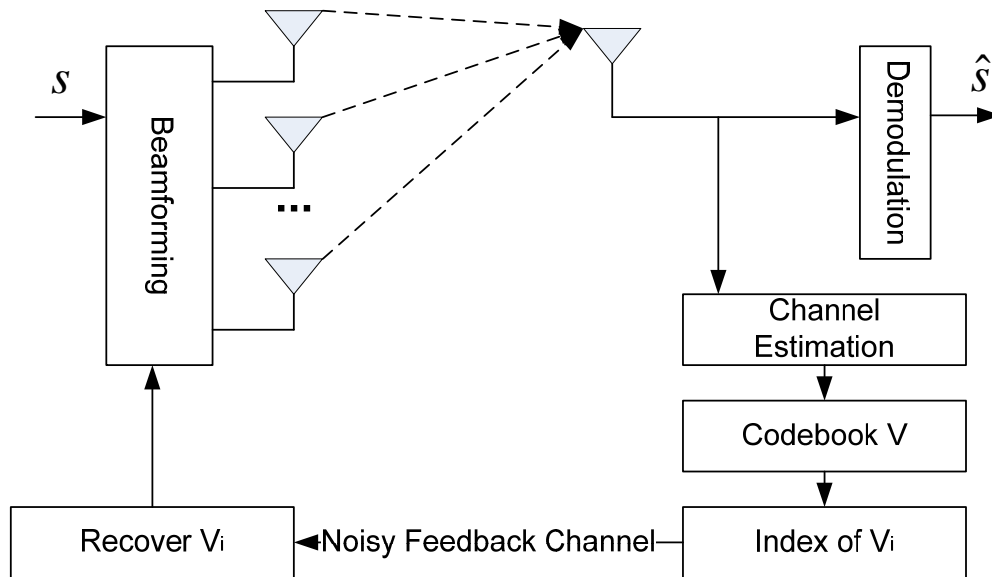 s
Beamforming
...
Demodulation
ŝ
Channel
Estimation
Codebook V
Index of Vi
Noisy Feedback Channel
Recover Vi